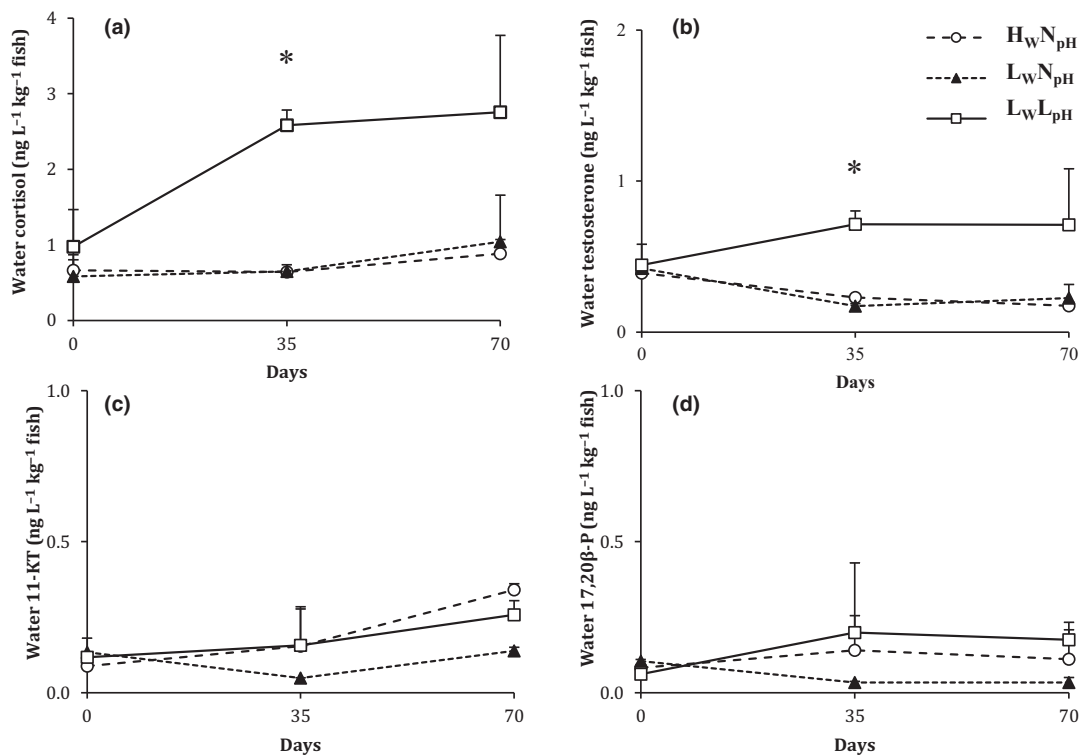 (a)
Water cortisol (ng L⁻¹ kg⁻¹ fish)
4
3
2
1
0
*
0 35 70
Days
(b)
Water testosterone (ng L⁻¹ kg⁻¹ fish)
2
1
0
*
0 35 70
Days
HWNpH
LWNpH
LWLpH
(c)
Water 11-KT (ng L⁻¹ kg⁻¹ fish)
1.0
0.5
0.0
0 35 70
Days
(d)
Water 17,20β-P (ng L⁻¹ kg⁻¹ fish)
1.0
0.5
0.0
0 35 70
Days